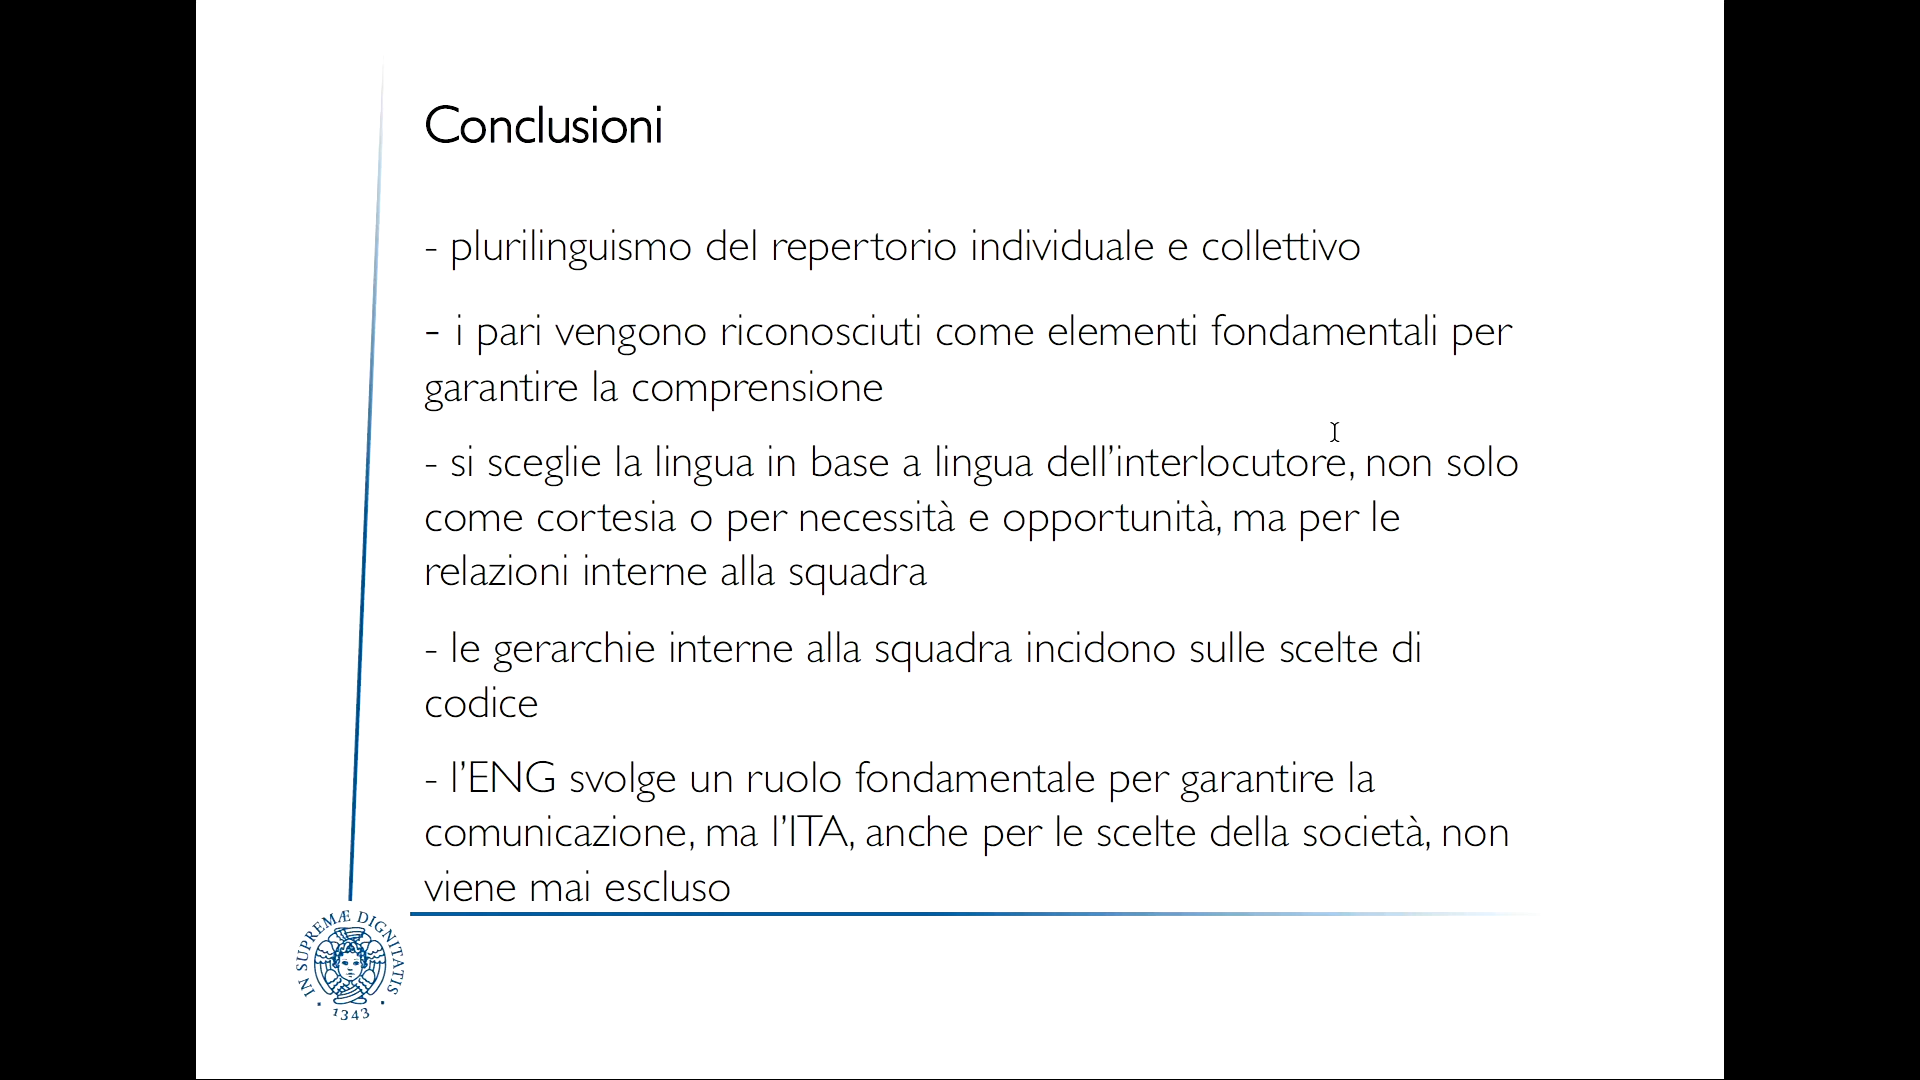 Conclusioni
- plurilinguismo del repertorio individuale e collettivo
- i pari vengono riconosciuti come elementi fondamentali per
garantire la comprensione
- si sceglie la lingua in base a lingua dell’interlocutore, non solo
come cortesia o per necessità e opportunità, ma per le
relazioni interne alla squadra
- le gerarchie interne alla squadra incidono sulle scelte di
codice
- l’ENG svolge un ruolo fondamentale per garantire la
comunicazione, ma l’ITA, anche per le scelte della società, non
viene mai escluso
IN SUPREMÆ DIGNITATIS
· 1343 ·